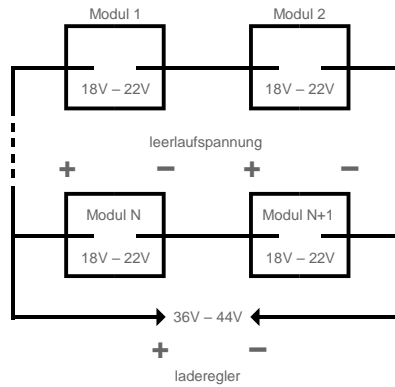 Modul 1 Modul 2
18V – 22V 18V – 22V
leerlaufspannung
+ – + –
Modul N Modul N+1
18V – 22V 18V – 22V
36V – 44V
+ –
laderegler